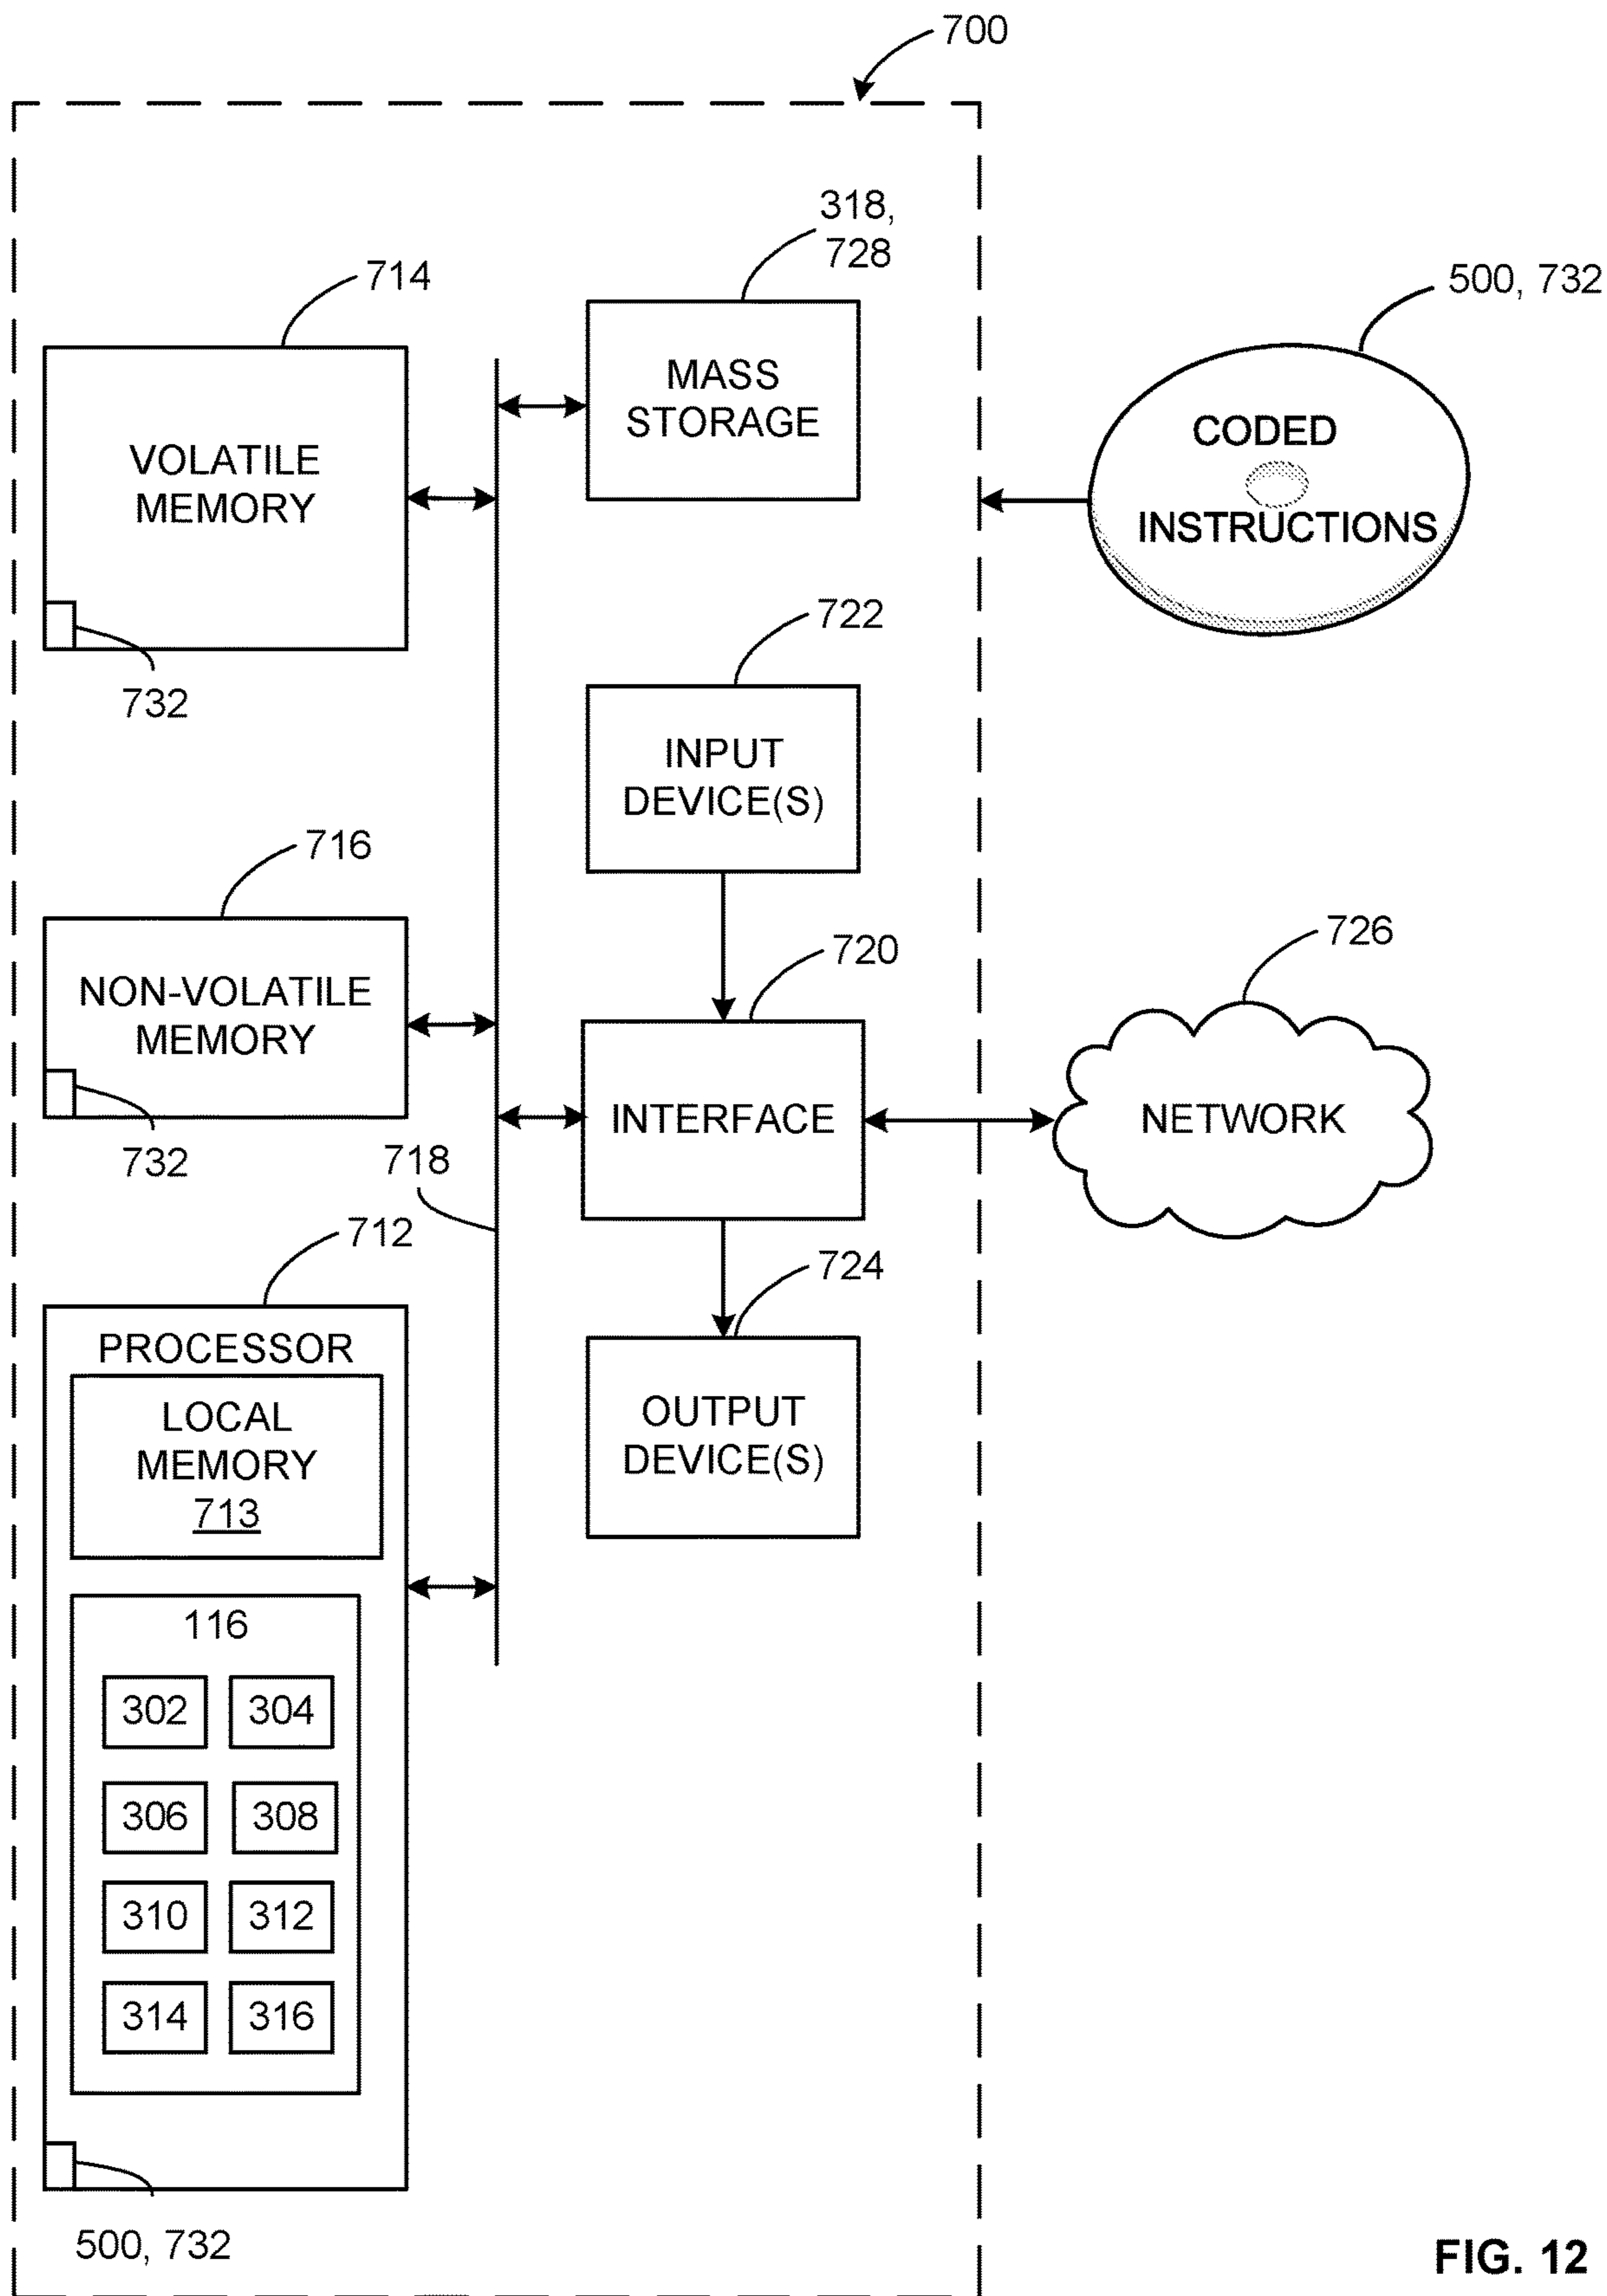 700
318,
728
714
500, 732
MASS
STORAGE
CODED
INSTRUCTIONS
VOLATILE
MEMORY
722
732
INPUT
DEVICE(S)
716
720
726
NON-VOLATILE
MEMORY
INTERFACE
NETWORK
732
718
712
724
PROCESSOR
LOCAL
MEMORY
713
OUTPUT
DEVICE(S)
116
302 304
306 308
310 312
314 316
500, 732
FIG. 12